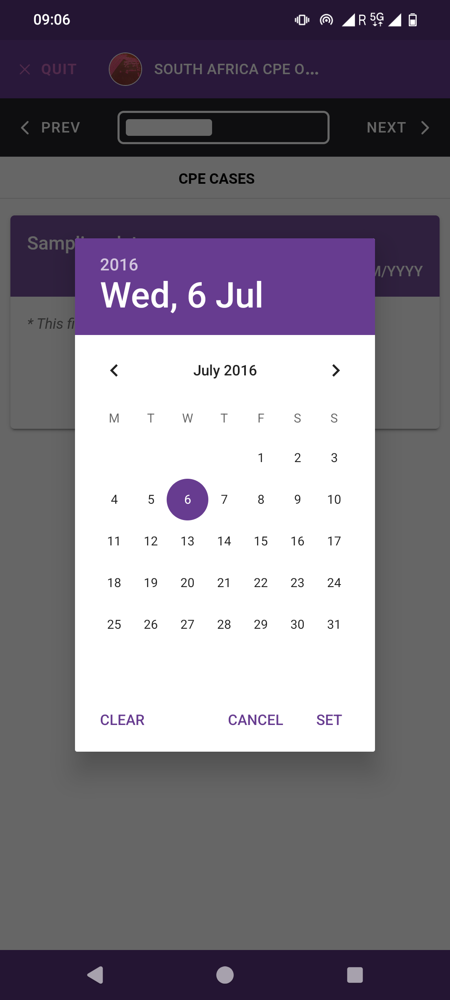 09:06
R 5G
QUIT
SOUTH AFRICA CPE O...
PREV
NEXT
CPE CASES
M/YYYY
2016
Wed, 6 Jul
* This fi
July 2016
M T W T F S S
1 2 3
4 5 6 7 8 9 10
11 12 13 14 15 16 17
18 19 20 21 22 23 24
25 26 27 28 29 30 31
CLEAR CANCEL SET